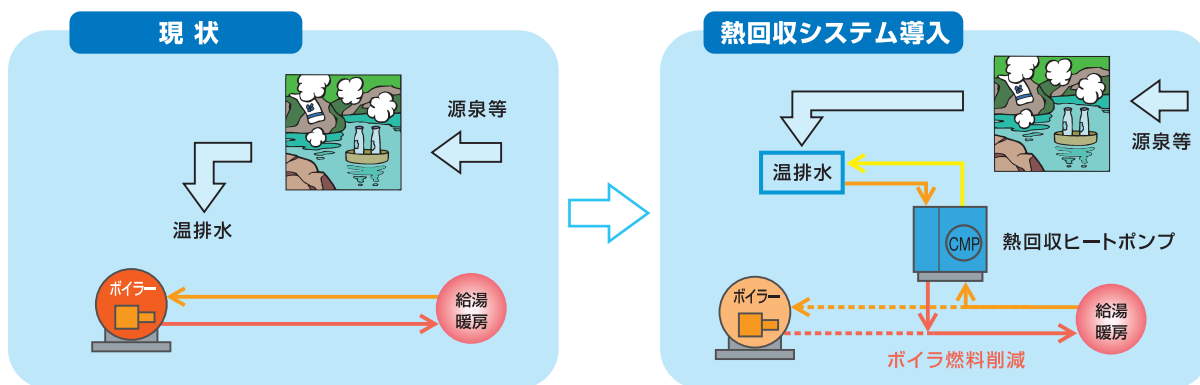 現 状
源泉等
温排水
ボイラー
給湯
暖房
熱回収システム導入
源泉等
温排水
CMP
熱回収ヒートポンプ
ボイラー
給湯
暖房
ボイラ燃料削減